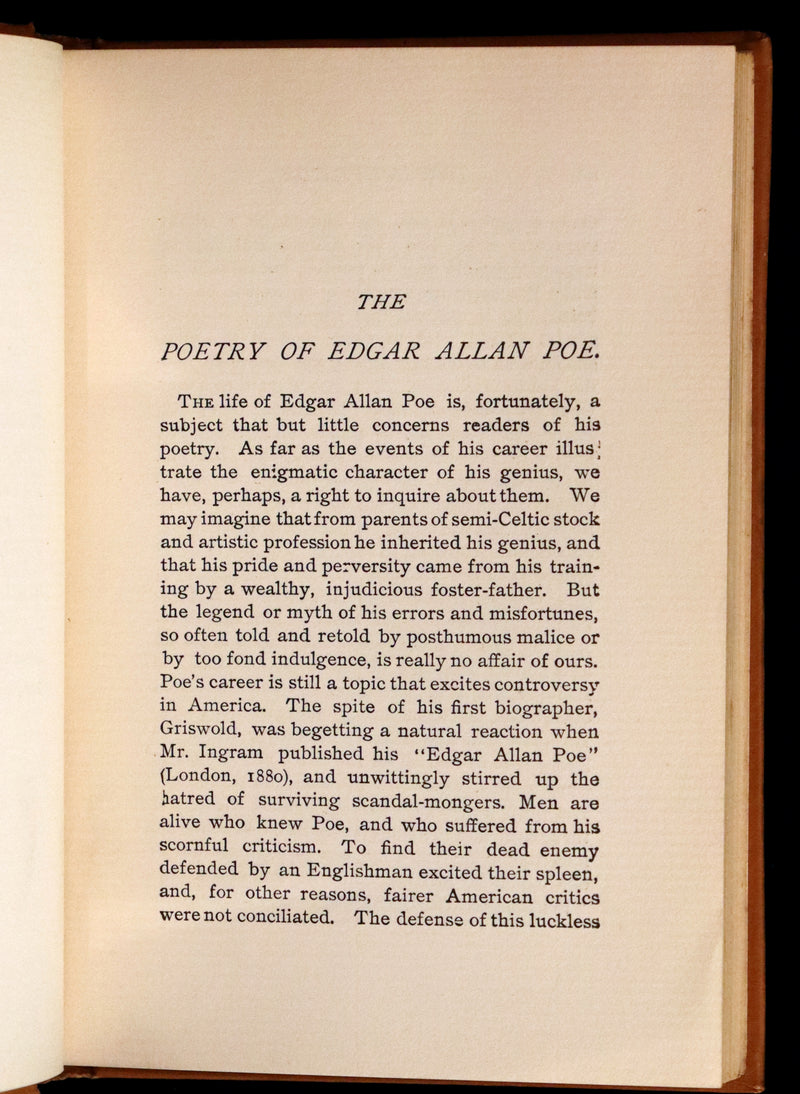 THE
POETRY OF EDGAR ALLAN POE.
THE life of Edgar Allan Poe is, fortunately, a
subject that but little concerns readers of his
poetry. As far as the events of his career illus-
trate the enigmatic character of his genius, we
have, perhaps, a right to inquire about them. We
may imagine that from parents of semi-Celtic stock
and artistic profession he inherited his genius, and
that his pride and perversity came from his train-
ing by a wealthy, injudicious foster-father. But
the legend or myth of his errors and misfortunes,
so often told and retold by posthumous malice or
by too fond indulgence, is really no affair of ours.
Poe's career is still a topic that excites controversy
in America. The spite of his first biographer,
Griswold, was begetting a natural reaction when
Mr. Ingram published his "Edgar Allan Poe"
(London, 1880), and unwittingly stirred up the
hatred of surviving scandal-mongers. Men are
alive who knew Poe, and who suffered from his
scornful criticism. To find their dead enemy
defended by an Englishman excited their spleen,
and, for other reasons, fairer American critics
were not conciliated. The defense of this luckless